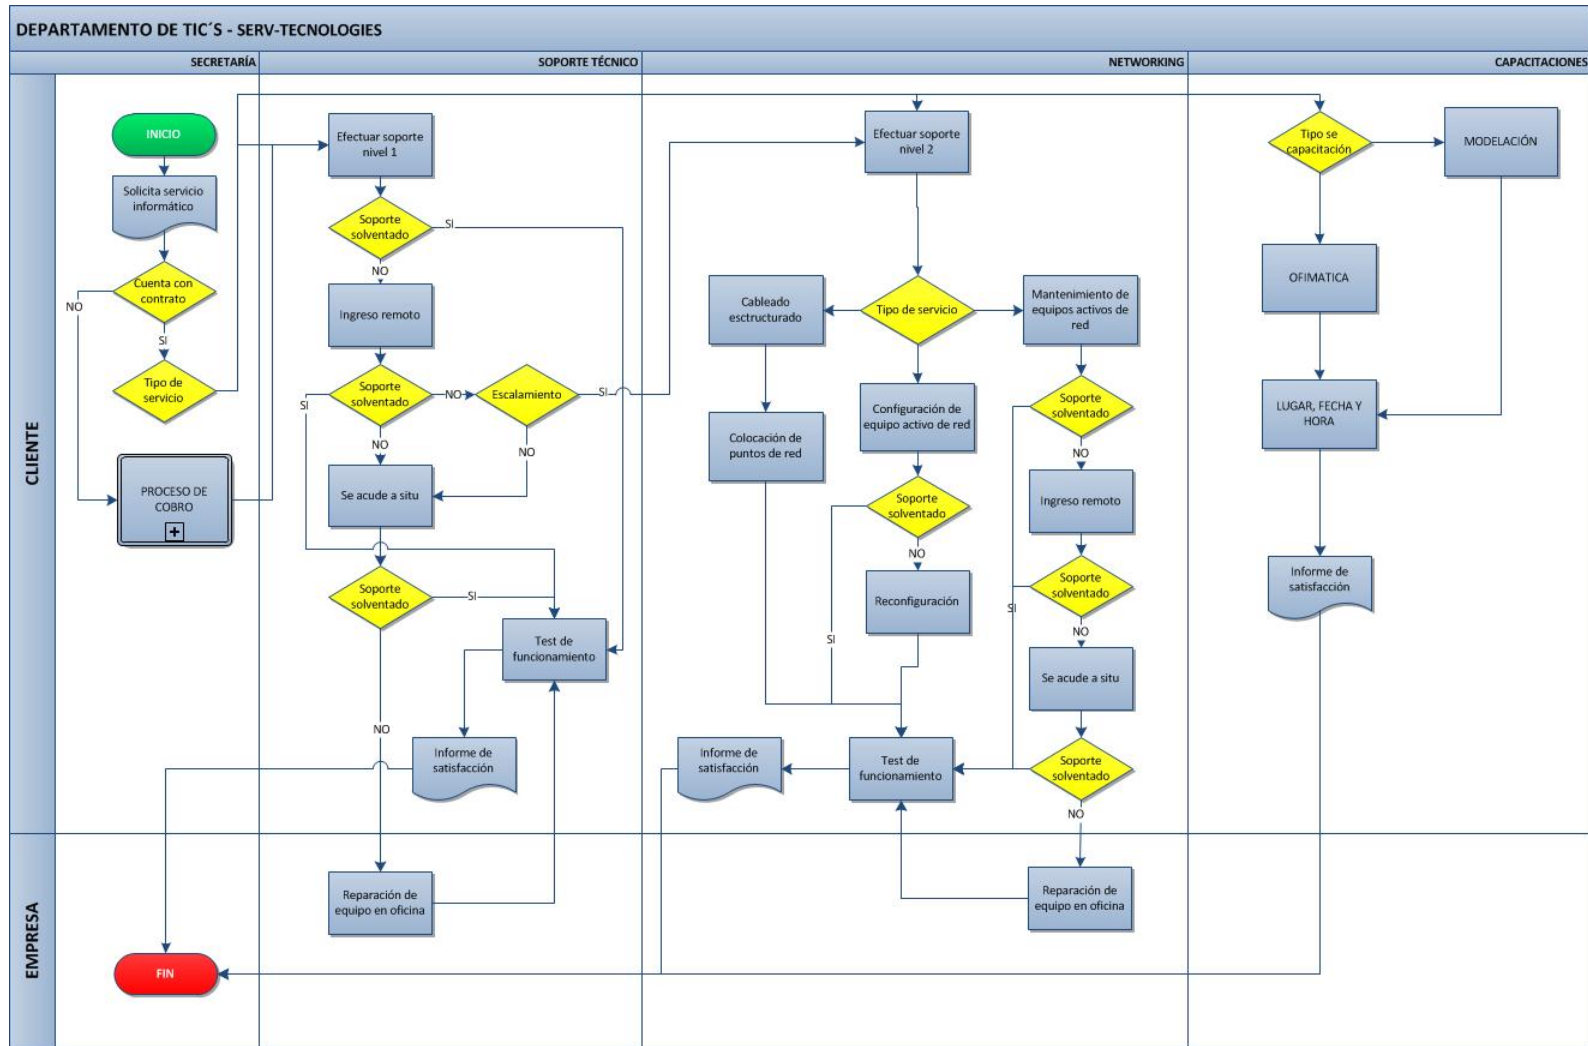 DEPARTAMENTO DE TIC´S - SERV-TECNOLOGIES
SECRETARÍA
SOPORTE TÉCNICO
NETWORKING
CAPACITACIONES
CLIENTE
INICIO
Solicita servicio
informático
Cuenta con
contrato
NO
SI
Tipo de
servicio
PROCESO DE
COBRO
Efectuar soporte
nivel 1
Soporte
solventado
SI
NO
Ingreso remoto
Soporte
solventado
SI
NO
Escalamiento
SI
NO
NO
Se acude a situ
Soporte
solventado
SI
NO
Test de
funcionamiento
Informe de
satisfacción
Efectuar soporte
nivel 2
Tipo de servicio
Cableado
esctructurado
Colocación de
puntos de red
Configuración de
equipo activo de red
Soporte
solventado
NO
SI
Reconfiguración
Mantenimiento de
equipos activos de
red
Soporte
solventado
NO
Ingreso remoto
Soporte
solventado
SI
NO
Se acude a situ
Soporte
solventado
NO
Test de
funcionamiento
Informe de
satisfacción
Tipo se
capacitación
MODELACIÓN
OFIMATICA
LUGAR, FECHA Y
HORA
Informe de
satisfacción
EMPRESA
FIN
Reparación de
equipo en oficina
Reparación de
equipo en oficina